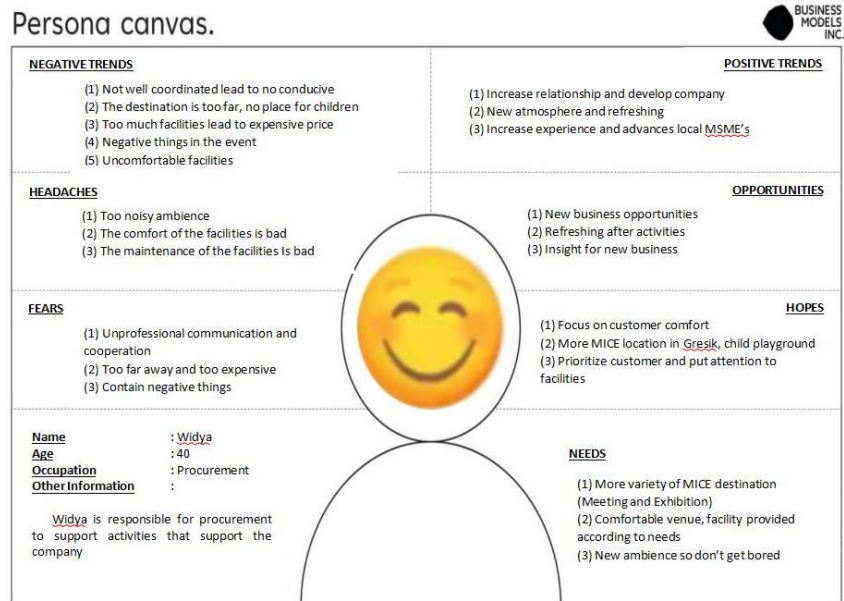 Persona canvas.
BUSINESS
MODELS
INC.
NEGATIVE TRENDS
(1) Not well coordinated lead to no conducive
(2) The destination is too far, no place for children
(3) Too much facilities lead to expensive price
(4) Negative things in the event
(5) Uncomfortable facilities
POSITIVE TRENDS
(1) Increase relationship and develop company
(2) New atmosphere and refreshing
(3) Increase experience and advances local MSME's
HEADACHES
(1) Too noisy ambience
(2) The comfort of the facilities is bad
(3) The maintenance of the facilities Is bad
OPPORTUNITIES
(1) New business opportunities
(2) Refreshing after activities
(3) Insight for new business
FEARS
(1) Unprofessional communication and
cooperation
(2) Too far away and too expensive
(3) Contain negative things
HOPES
(1) Focus on customer comfort
(2) More MICE location in Gresik, child playground
(3) Prioritize customer and put attention to
facilities
Name : Widya
Age : 40
Occupation : Procurement
Other Information :
Widya is responsible for procurement
to support activities that support the
company
NEEDS
(1) More variety of MICE destination
(Meeting and Exhibition)
(2) Comfortable venue, facility provided
according to needs
(3) New ambience so don't get bored